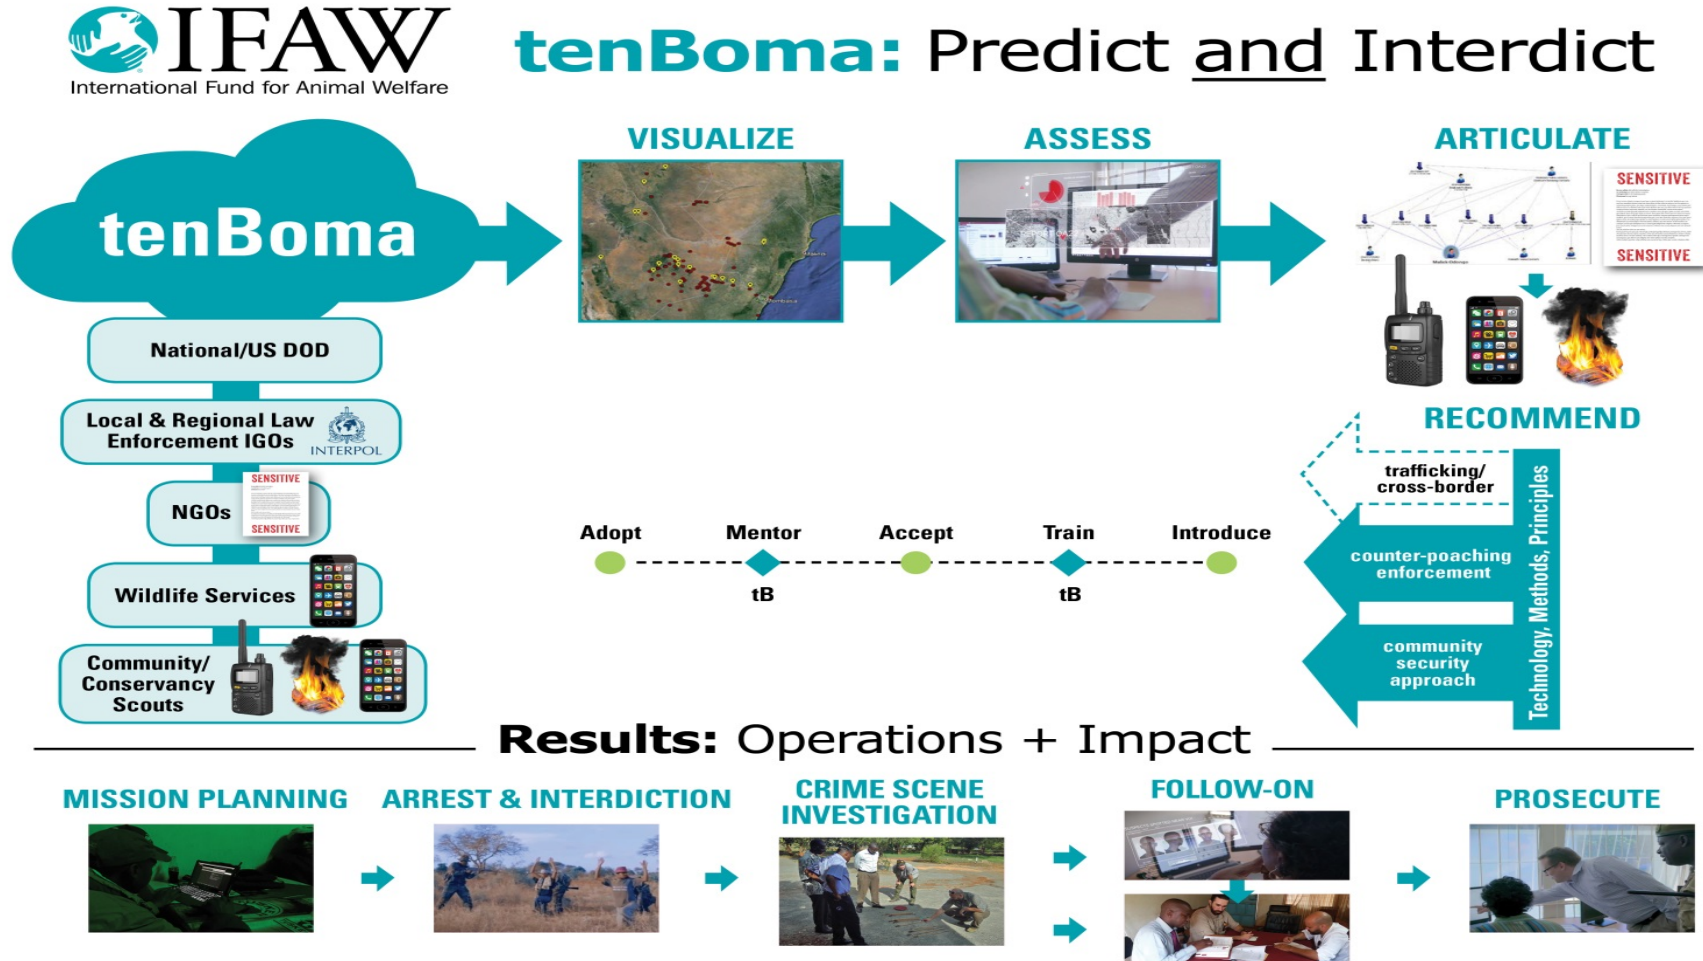 IFAW
International Fund for Animal Welfare
tenBoma: Predict and Interdict
VISUALIZE
ASSESS
ARTICULATE
tenBoma
SENSITIVE
SENSITIVE
National/US DOD
Local & Regional Law
Enforcement IGOs
INTERPOL
NGOs
SENSITIVE
SENSITIVE
Wildlife Services
Community/
Conservancy
Scouts
Adopt
Mentor
Accept
Train
Introduce
tB
tB
RECOMMEND
trafficking/
cross-border
counter-poaching
enforcement
community
security
approach
Technology, Methods, Principles
Results: Operations + Impact
MISSION PLANNING
ARREST & INTERDICTION
CRIME SCENE
INVESTIGATION
FOLLOW-ON
PROSECUTE